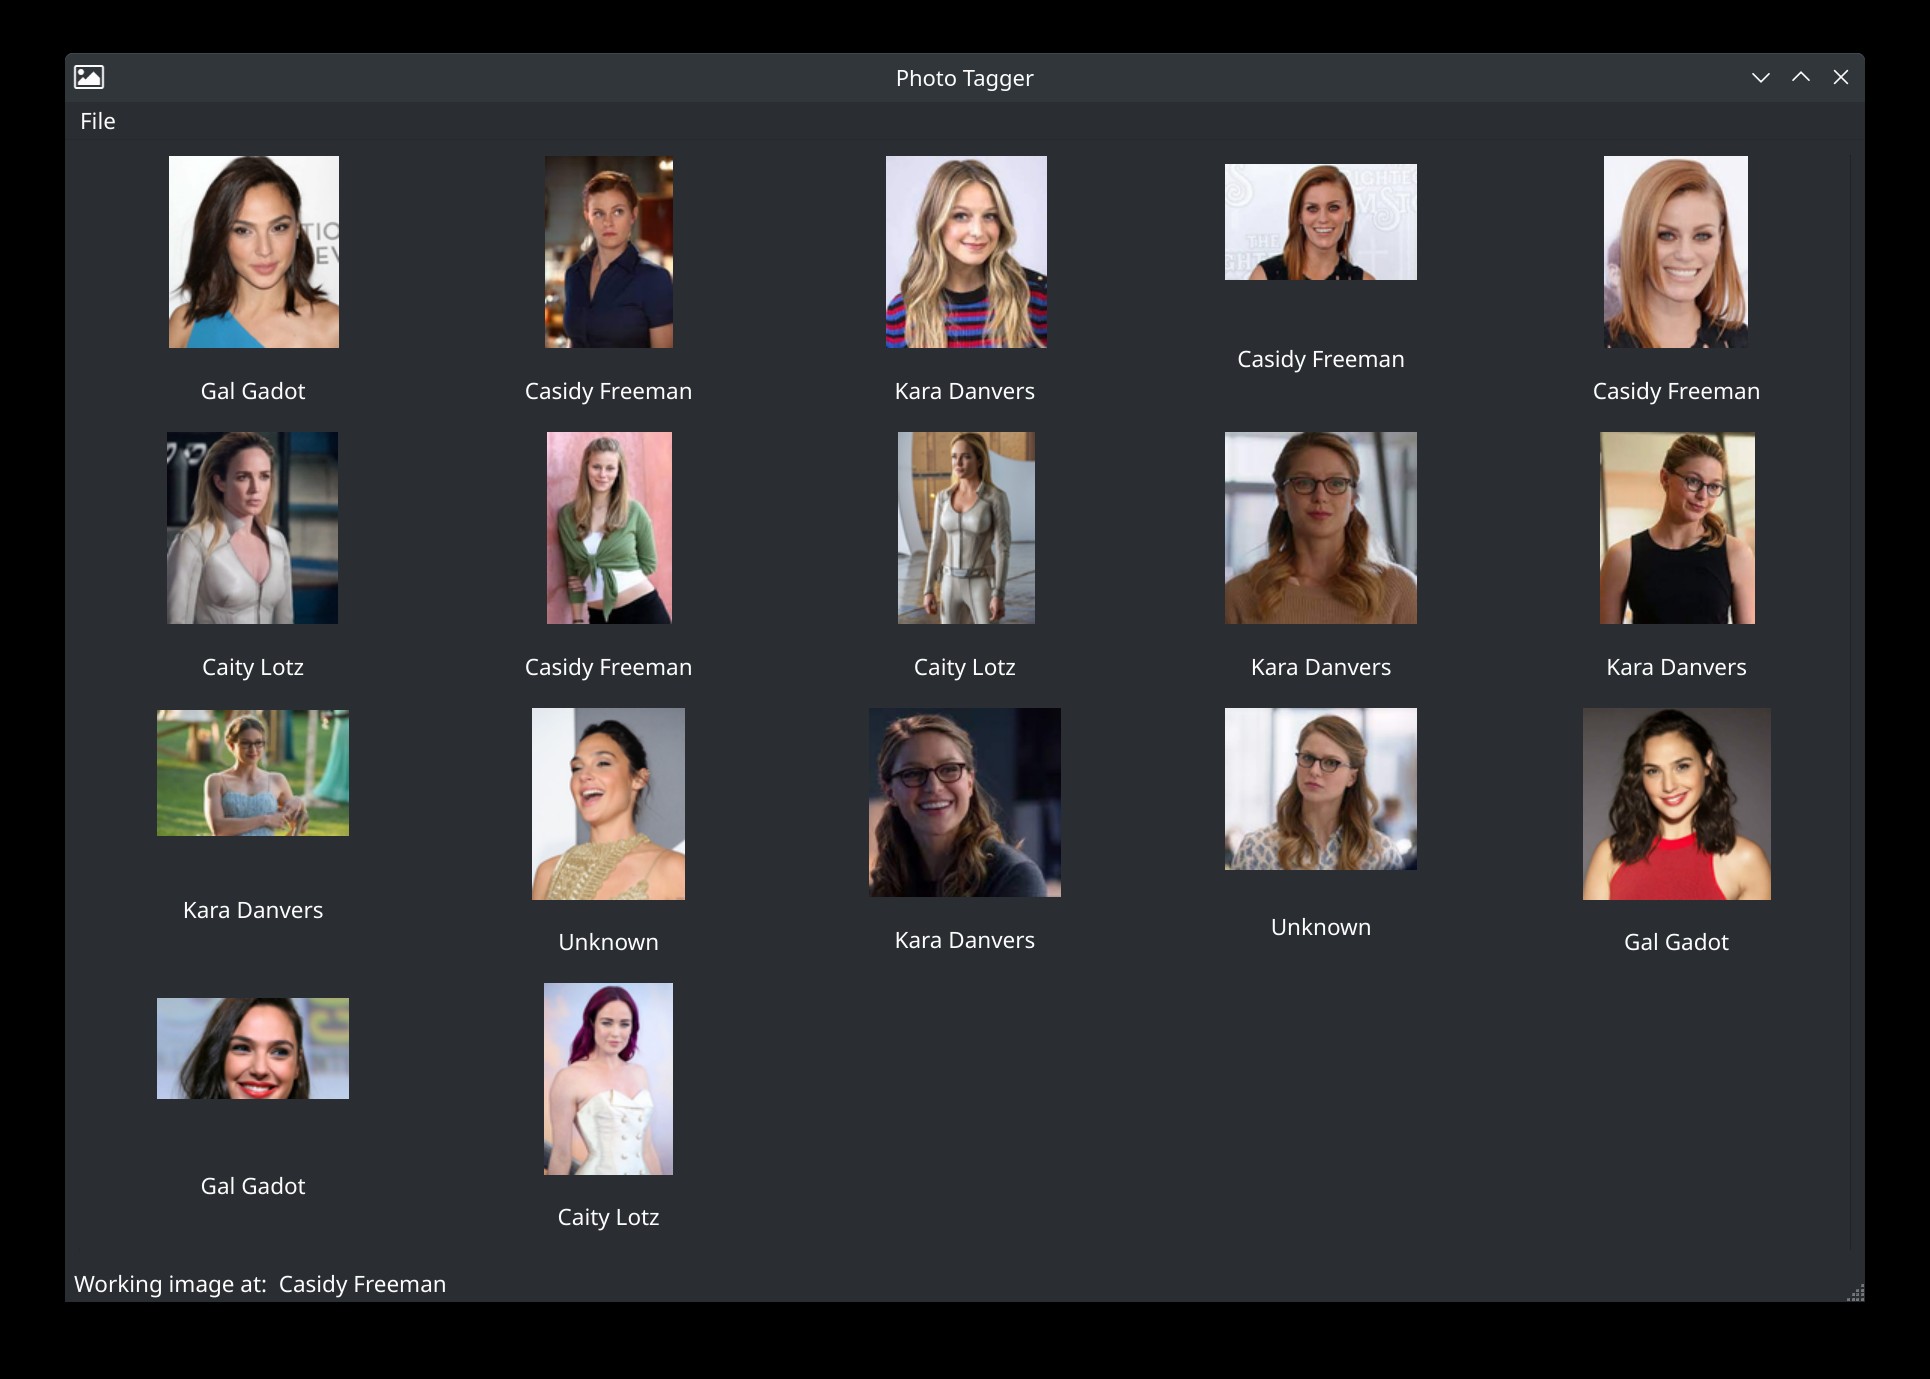 Photo Tagger
File
Gal Gadot
Casidy Freeman
Kara Danvers
Casidy Freeman
Casidy Freeman
Caity Lotz
Casidy Freeman
Caity Lotz
Kara Danvers
Kara Danvers
Kara Danvers
Unknown
Kara Danvers
Unknown
Gal Gadot
Gal Gadot
Caity Lotz
Working image at: Casidy Freeman